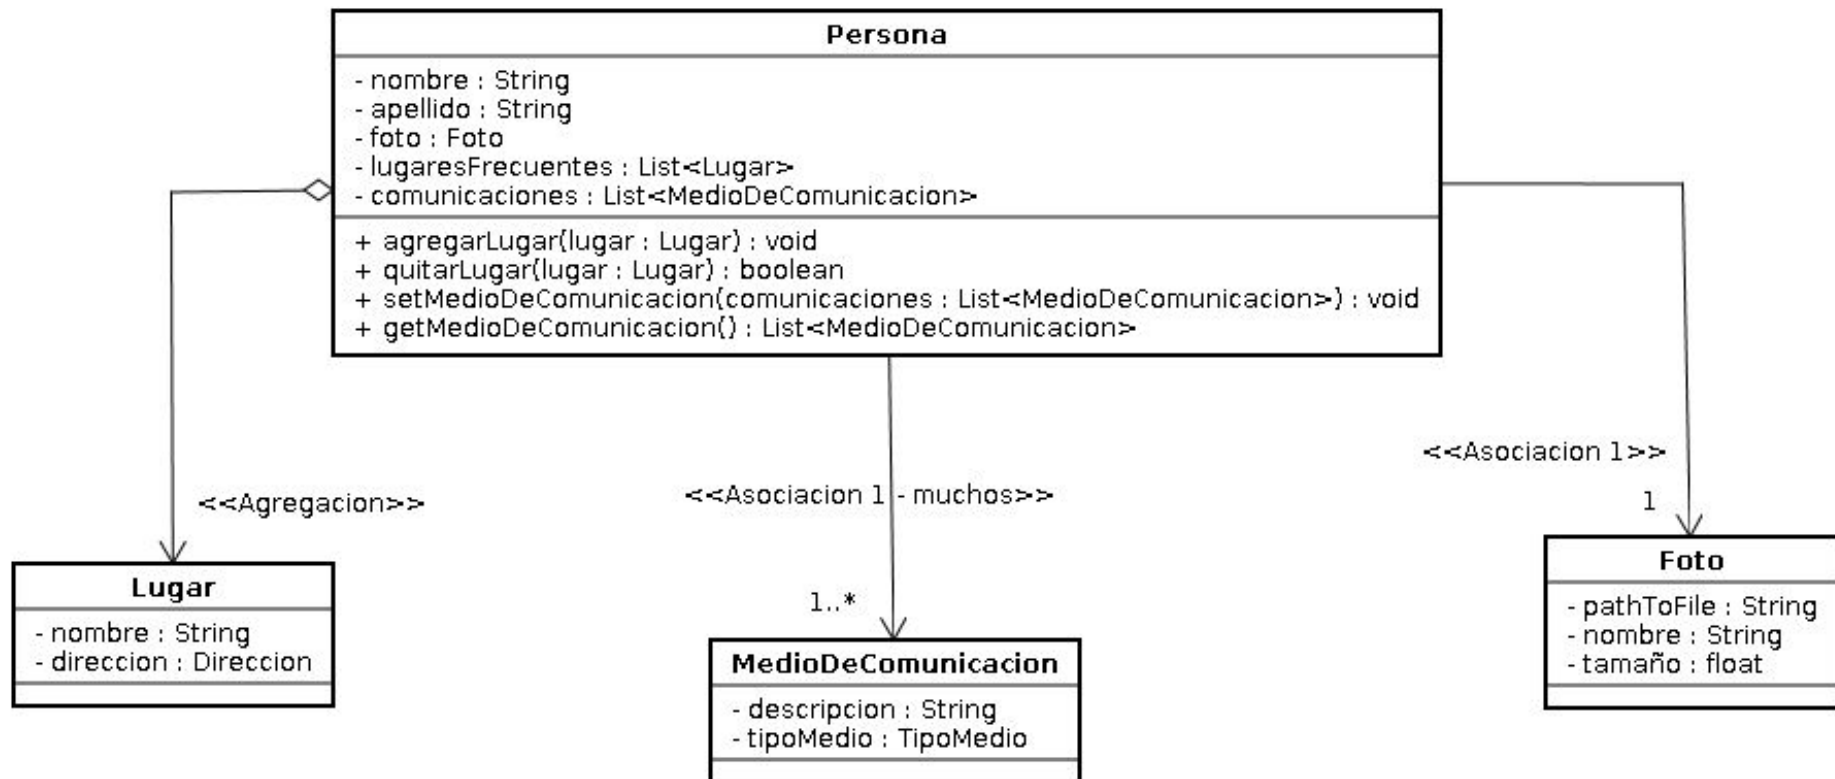 Persona
- nombre : String
- apellido : String
- foto : Foto
- lugaresFrecuentes : List<Lugar>
- comunicaciones : List<MedioDeComunicacion>
+ agregarLugar(lugar : Lugar) : void
+ quitarLugar(lugar : Lugar) : boolean
+ setMedioDeComunicacion(comunicaciones : List<MedioDeComunicacion>) : void
+ getMedioDeComunicacion() : List<MedioDeComunicacion>
<<Agregacion>>
<<Asociacion 1 - muchos>>
<<Asociacion 1>>
1
1..*
Lugar
- nombre : String
- direccion : Direccion
MedioDeComunicacion
- descripcion : String
- tipoMedio : TipoMedio
Foto
- pathToFile : String
- nombre : String
- tamaño : float